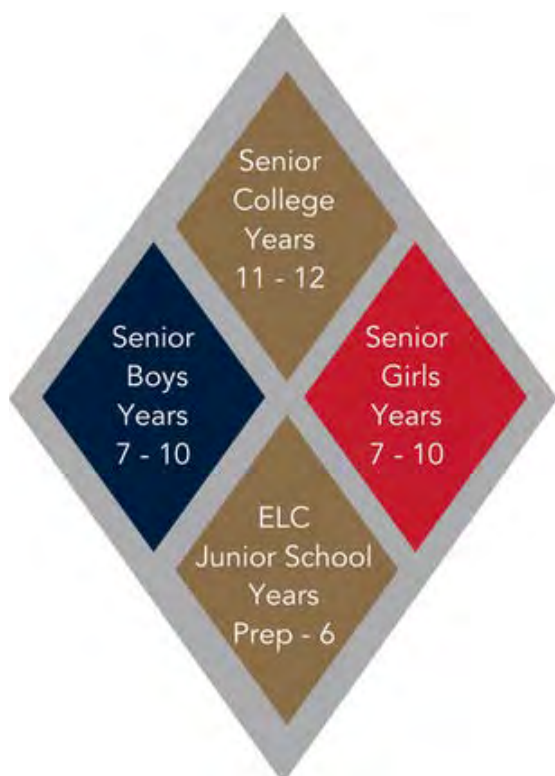 Senior
College
Years
11 - 12
Senior
Boys
Years
7 - 10
Senior
Girls
Years
7 - 10
ELC
Junior School
Years
Prep - 6